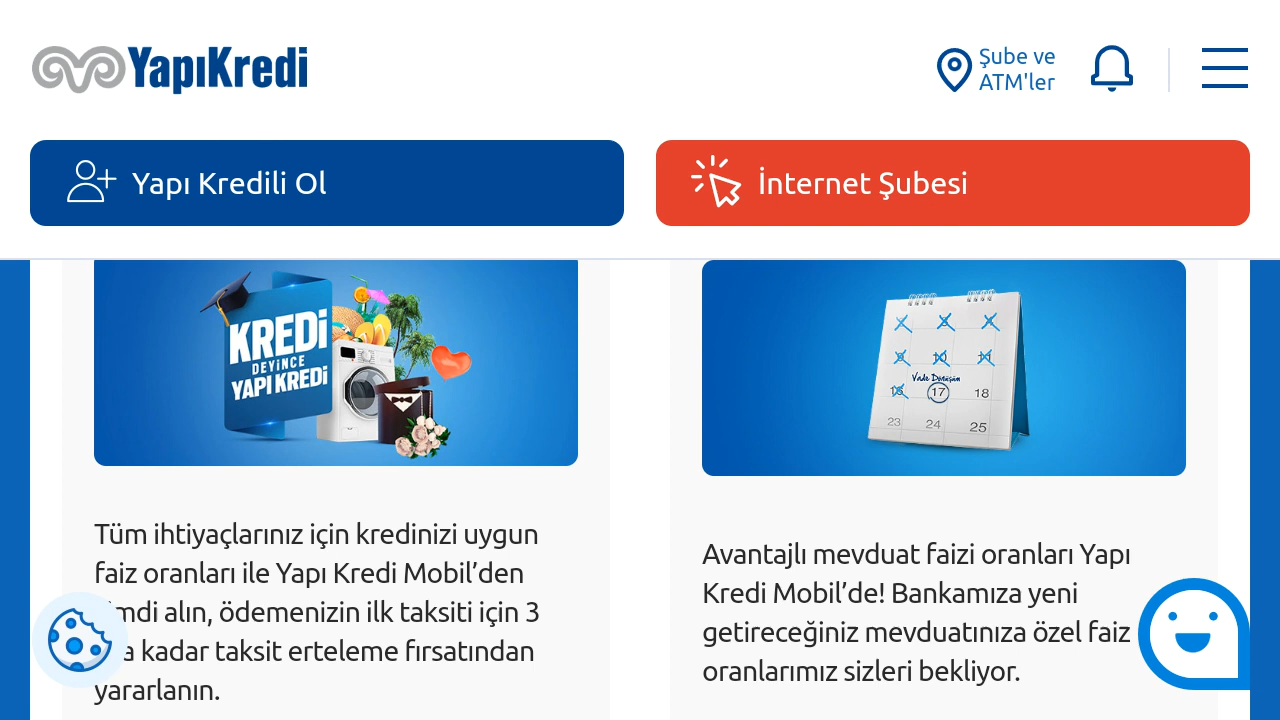 YapıKredi
Şube ve
ATM'ler
Yapı Kredili Ol
İnternet Şubesi
KREDi
DEYİNCE
YAPI KREDİ
Vade Dönüşün
17
18
23
24
25
Tüm ihtiyaçlarınız için kredinizi uygun
faiz oranları ile Yapı Kredi Mobil’den
imdi alın, ödemenizin ilk taksiti için 3
a kadar taksit erteleme fırsatından
yararlanın.
Avantajlı mevduat faizi oranları Yapı
Kredi Mobil’de! Bankamıza yeni
getireceğiniz mevduatınıza özel faiz
oranlarımız sizleri bekliyor.